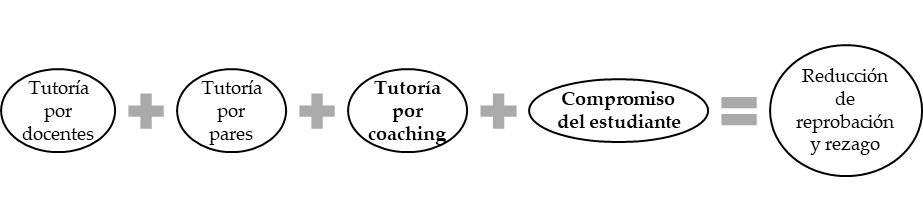 Tutoría
por
docentes
Tutoría
por
pares
Tutoría
por
coaching
Compromiso
del estudiante
Reducción
de
reprobación
y rezago